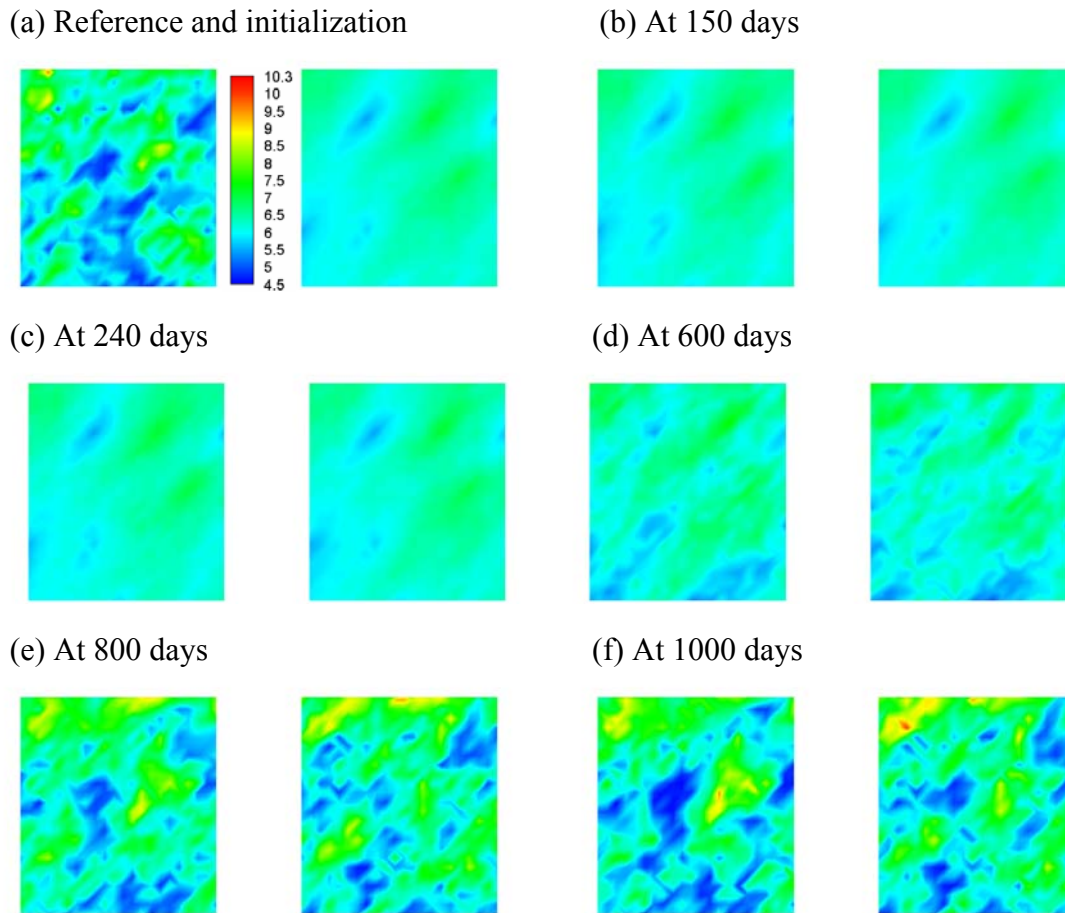 (a) Reference and initialization
(b) At 150 days
10.3
10
9.5
9
8.5
8
7.5
7
6.5
6
5.5
5
4.5
(c) At 240 days
(d) At 600 days
(e) At 800 days
(f) At 1000 days